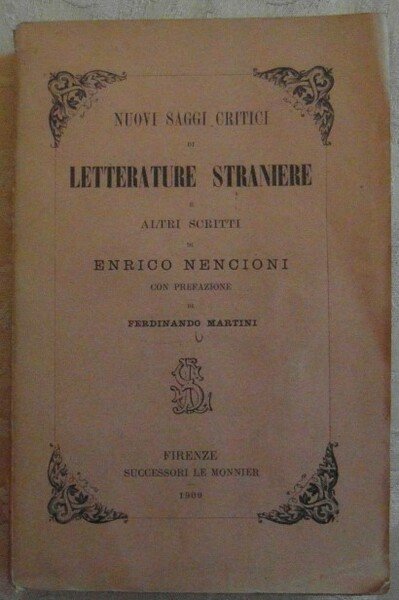 NUOVI SAGGI CRITICI
DI
LETTERATURE STRANIERE
E
ALTRI SCRITTI
DI
ENRICO NENCIONI
CON PREFAZIONE
DI
FERDINANDO MARTINI
FIRENZE
SUCCESSORI LE MONNIER
1909